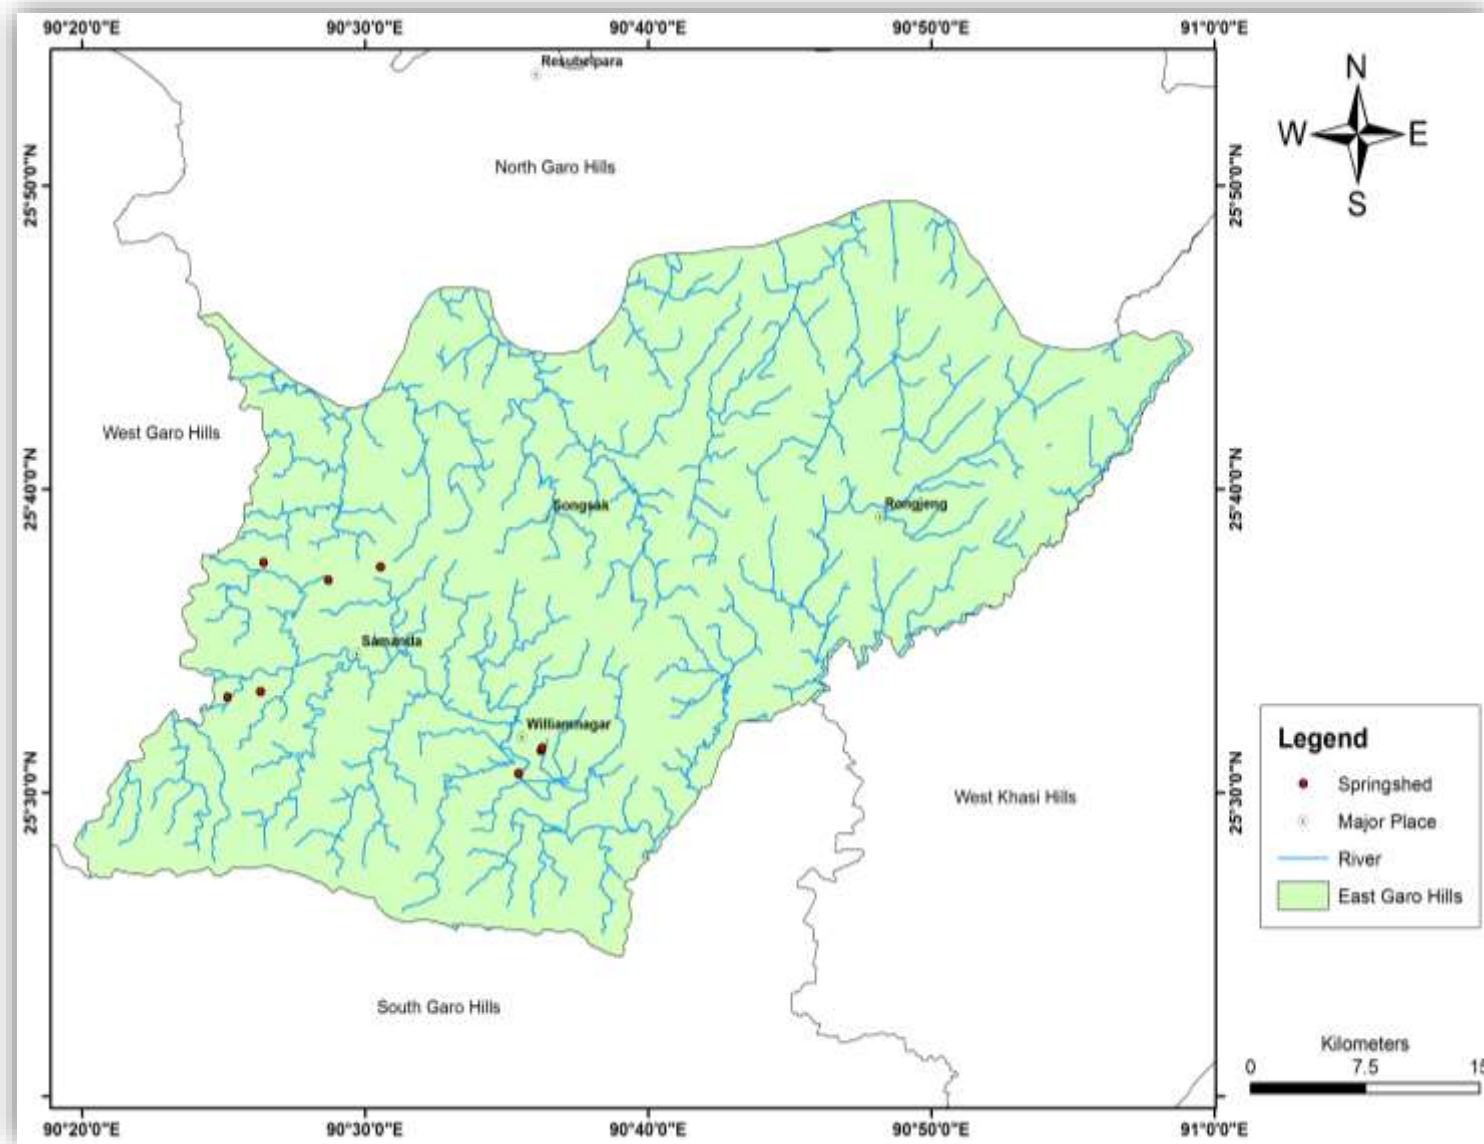 90°20'0"E
90°30'0"E
90°40'0"E
90°50'0"E
91°0'0"E
Resubelpara
N
W E
S
North Garo Hills
25°50'0"N
25°50'0"N
West Garo Hills
25°40'0"N
25°40'0"N
Songsak
Rongjeng
Samanda
Williamnagar
25°30'0"N
25°30'0"N
West Khasi Hills
South Garo Hills
Legend
Springshed
Major Place
River
East Garo Hills
Kilometers
0 7.5 15
90°20'0"E
90°30'0"E
90°40'0"E
90°50'0"E
91°0'0"E